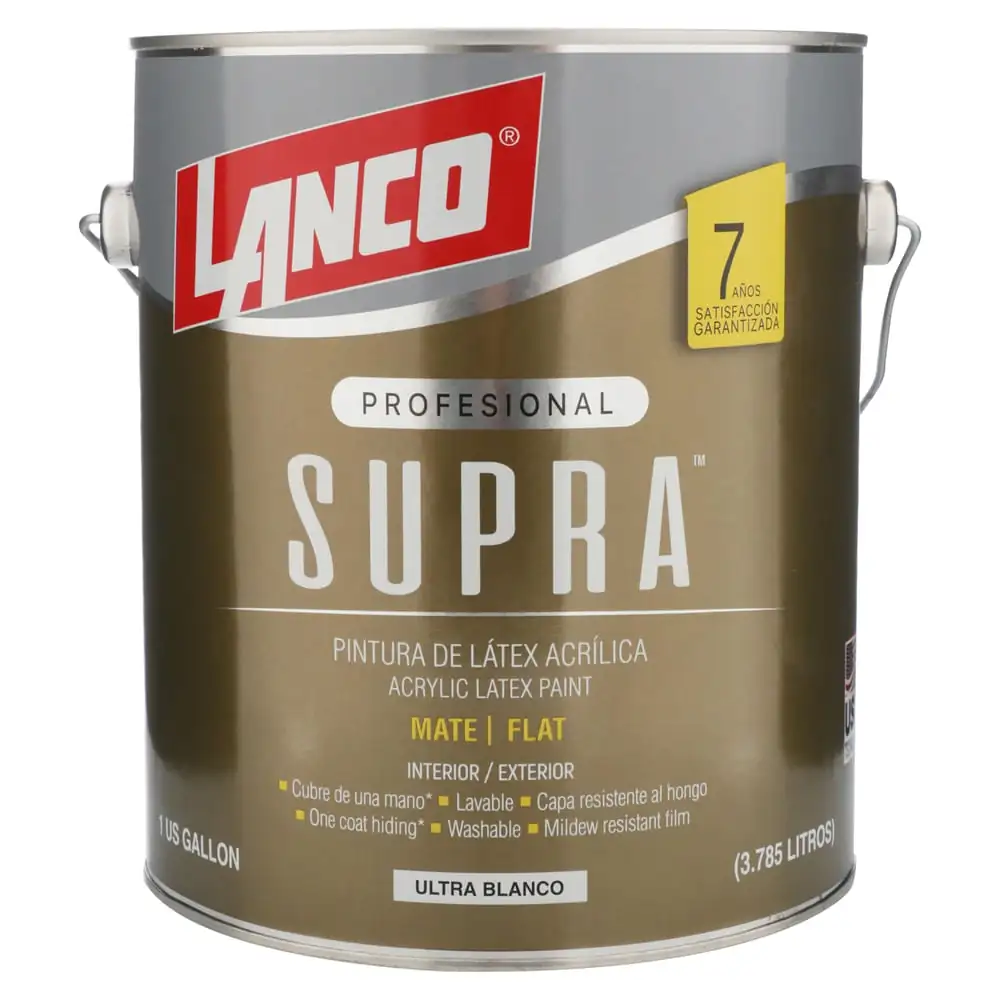 LANCO®
7
AÑOS
SATISFACCIÓN
GARANTIZADA
PROFESIONAL
SUPRA™
PINTURA DE LÁTEX ACRÍLICA
ACRYLIC LATEX PAINT
MATE | FLAT
INTERIOR / EXTERIOR
▪ Cubre de una mano* ▪ Lavable ▪ Capa resistente al hongo
▪ One coat hiding* ▪ Washable ▪ Mildew resistant film
1 US GALLON
(3.785 LITROS)
ULTRA BLANCO